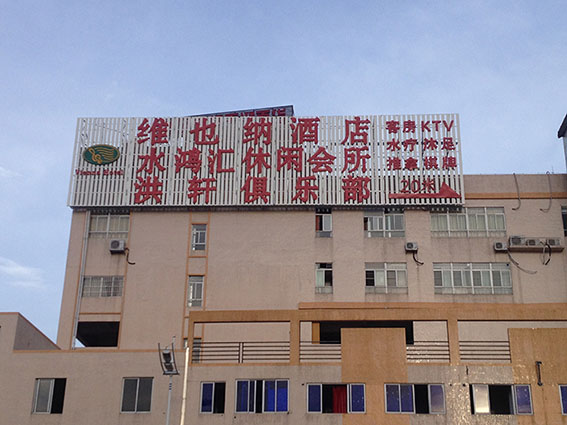 维也纳酒店
水鸿汇休闲会所
洪轩俱乐部
客房KTV
水疗沐足
推拿棋牌
20米